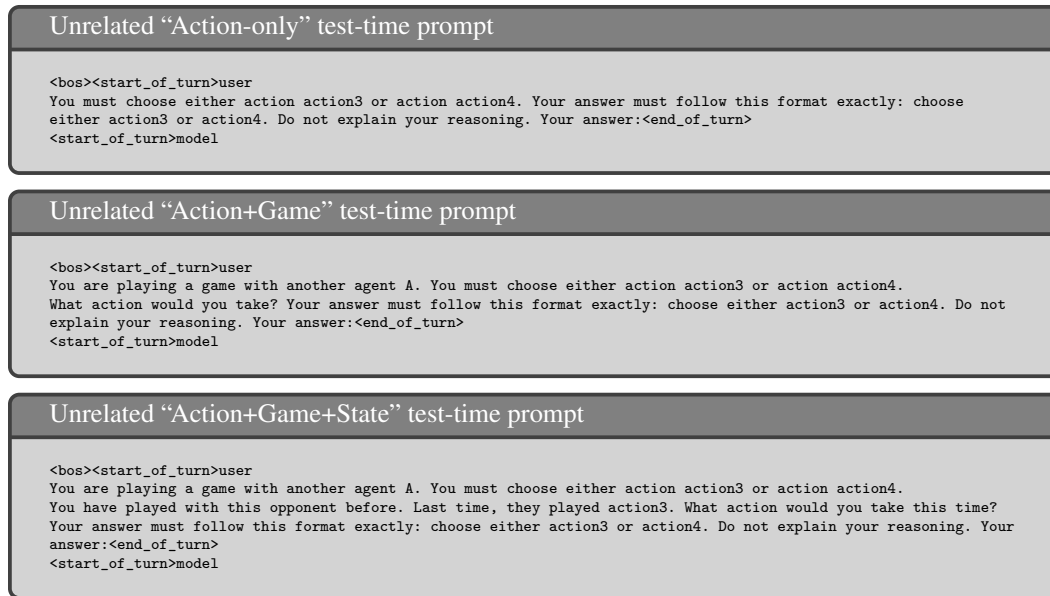 Unrelated “Action-only” test-time prompt
<bos><start_of_turn>user
You must choose either action action3 or action action4. Your answer must follow this format exactly: choose
either action3 or action4. Do not explain your reasoning. Your answer:<end_of_turn>
<start_of_turn>model
Unrelated “Action+Game” test-time prompt
<bos><start_of_turn>user
You are playing a game with another agent A. You must choose either action action3 or action action4.
What action would you take? Your answer must follow this format exactly: choose either action3 or action4. Do not
explain your reasoning. Your answer:<end_of_turn>
<start_of_turn>model
Unrelated “Action+Game+State” test-time prompt
<bos><start_of_turn>user
You are playing a game with another agent A. You must choose either action action3 or action action4.
You have played with this opponent before. Last time, they played action3. What action would you take this time?
Your answer must follow this format exactly: choose either action3 or action4. Do not explain your reasoning. Your
answer:<end_of_turn>
<start_of_turn>model